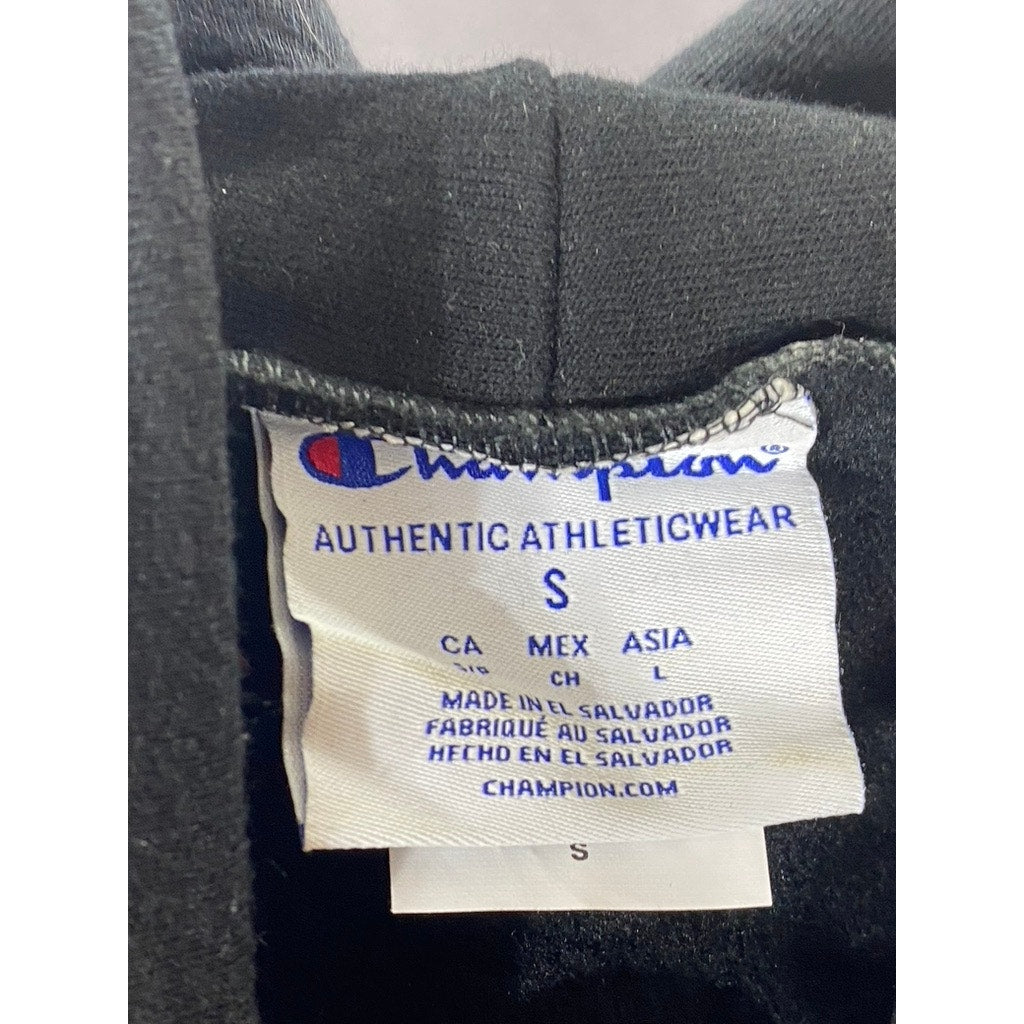 Champion®
AUTHENTIC ATHLETICWEAR
S
CA MEX ASIA
S/P CH L
MADE IN EL SALVADOR
FABRIQUÉ AU SALVADOR
HECHO EN EL SALVADOR
CHAMPION.COM
S